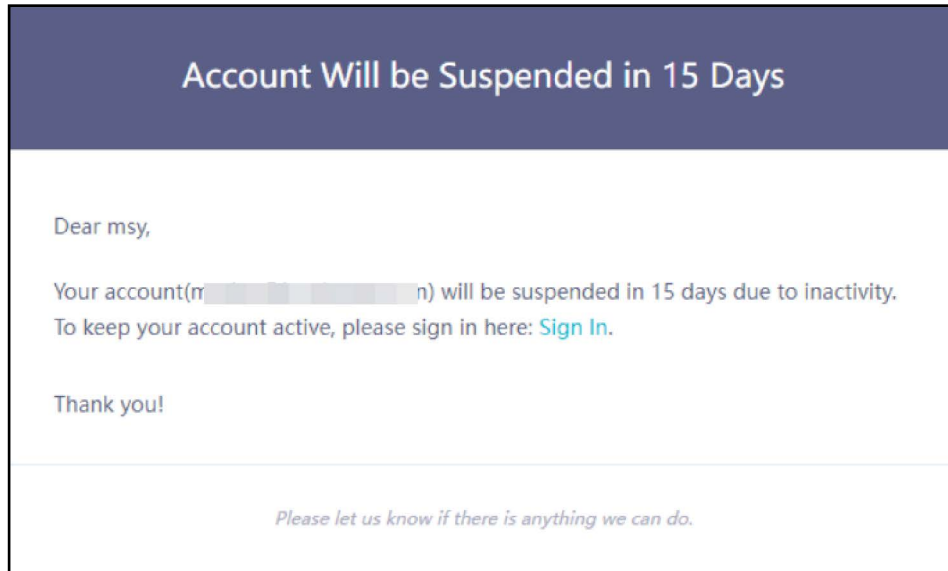 Account Will be Suspended in 15 Days
Dear msy,
Your account(m n) will be suspended in 15 days due to inactivity.
To keep your account active, please sign in here: Sign In.
Thank you!
Please let us know if there is anything we can do.